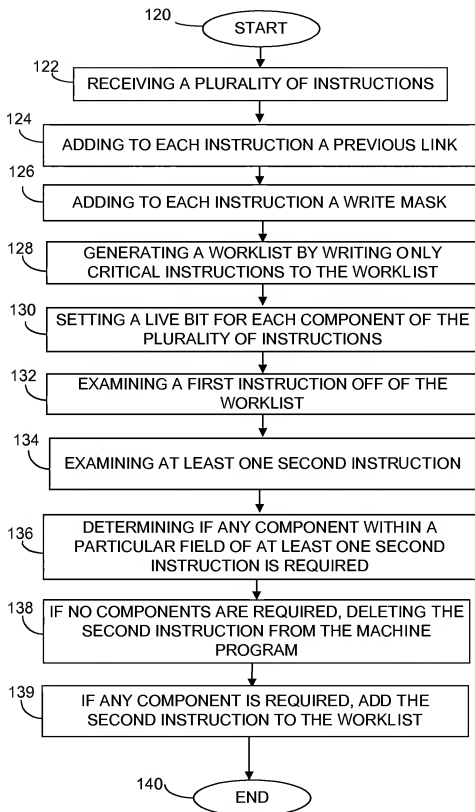 120
START
122
RECEIVING A PLURALITY OF INSTRUCTIONS
124
ADDING TO EACH INSTRUCTION A PREVIOUS LINK
126
ADDING TO EACH INSTRUCTION A WRITE MASK
128
GENERATING A WORKLIST BY WRITING ONLY
CRITICAL INSTRUCTIONS TO THE WORKLIST
130
SETTING A LIVE BIT FOR EACH COMPONENT OF THE
PLURALITY OF INSTRUCTIONS
132
EXAMINING A FIRST INSTRUCTION OFF OF THE
WORKLIST
134
EXAMINING AT LEAST ONE SECOND INSTRUCTION
136
DETERMINING IF ANY COMPONENT WITHIN A
PARTICULAR FIELD OF AT LEAST ONE SECOND
INSTRUCTION IS REQUIRED
138
IF NO COMPONENTS ARE REQUIRED, DELETING THE
SECOND INSTRUCTION FROM THE MACHINE
PROGRAM
139
IF ANY COMPONENT IS REQUIRED, ADD THE
SECOND INSTRUCTION TO THE WORKLIST
140
END